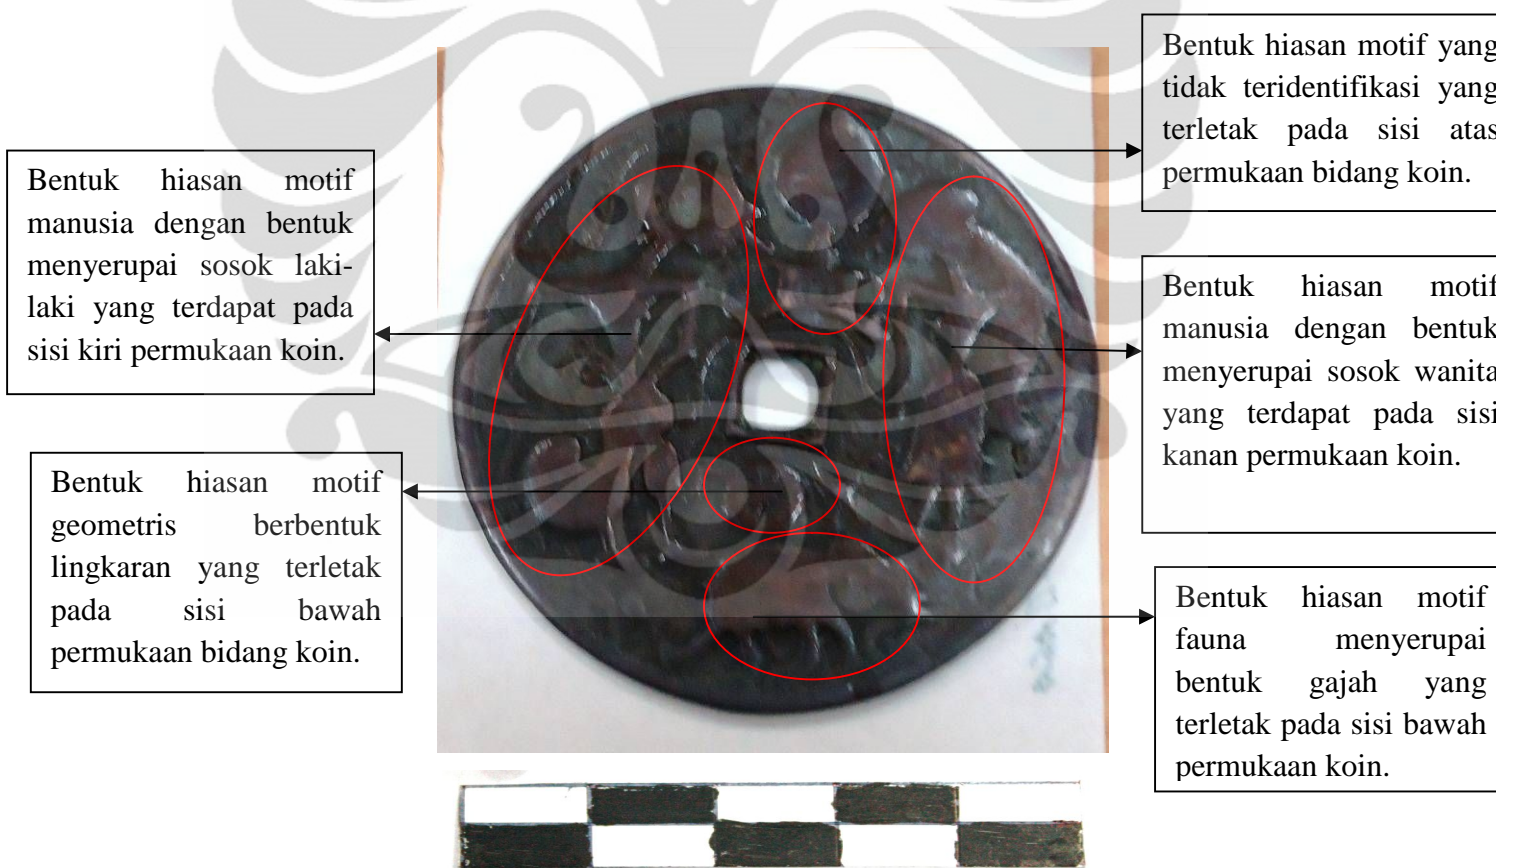 Bentuk hiasan motif yang
tidak teridentifikasi yang
terletak pada sisi atas
permukaan bidang koin.
Bentuk hiasan motif
manusia dengan bentuk
menyerupai sosok laki-
laki yang terdapat pada
sisi kiri permukaan koin.
Bentuk hiasan motif
manusia dengan bentuk
menyerupai sosok wanita
yang terdapat pada sisi
kanan permukaan koin.
Bentuk hiasan motif
geometris berbentuk
lingkaran yang terletak
pada sisi bawah
permukaan bidang koin.
Bentuk hiasan motif
fauna menyerupai
bentuk gajah yang
terletak pada sisi bawah
permukaan koin.